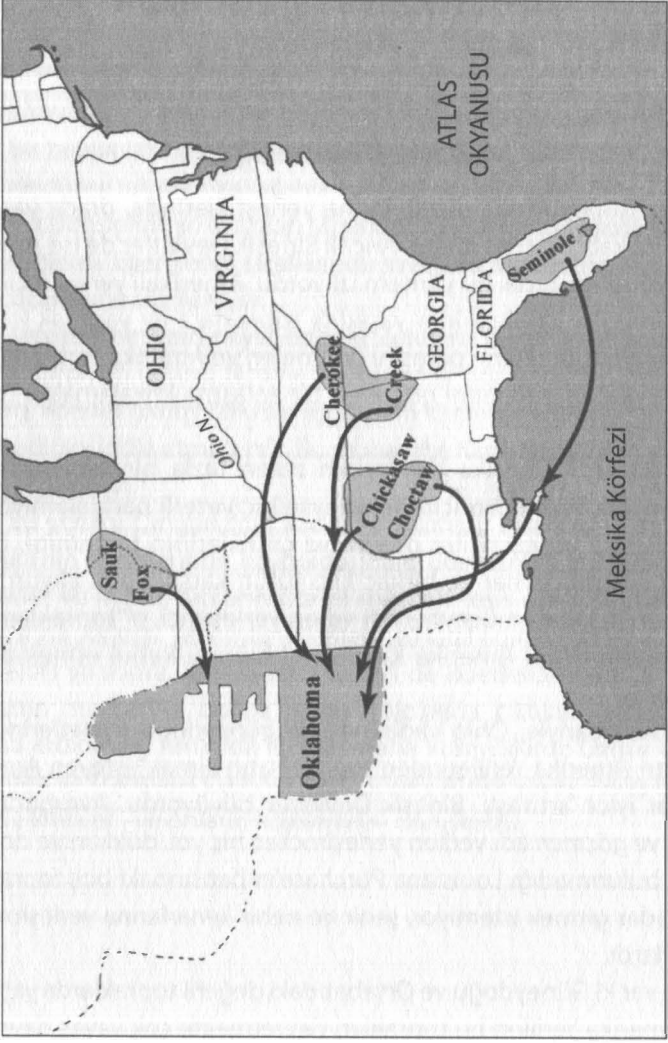 ATLAS
OKYANUSU
VIRGINIA
OHIO
Ohio N.
Cherokee
Creek
GEORGIA
FLORIDA
Seminole
Chickasaw
Choctaw
Sauk
Fox
Oklahoma
Meksika Körfezi